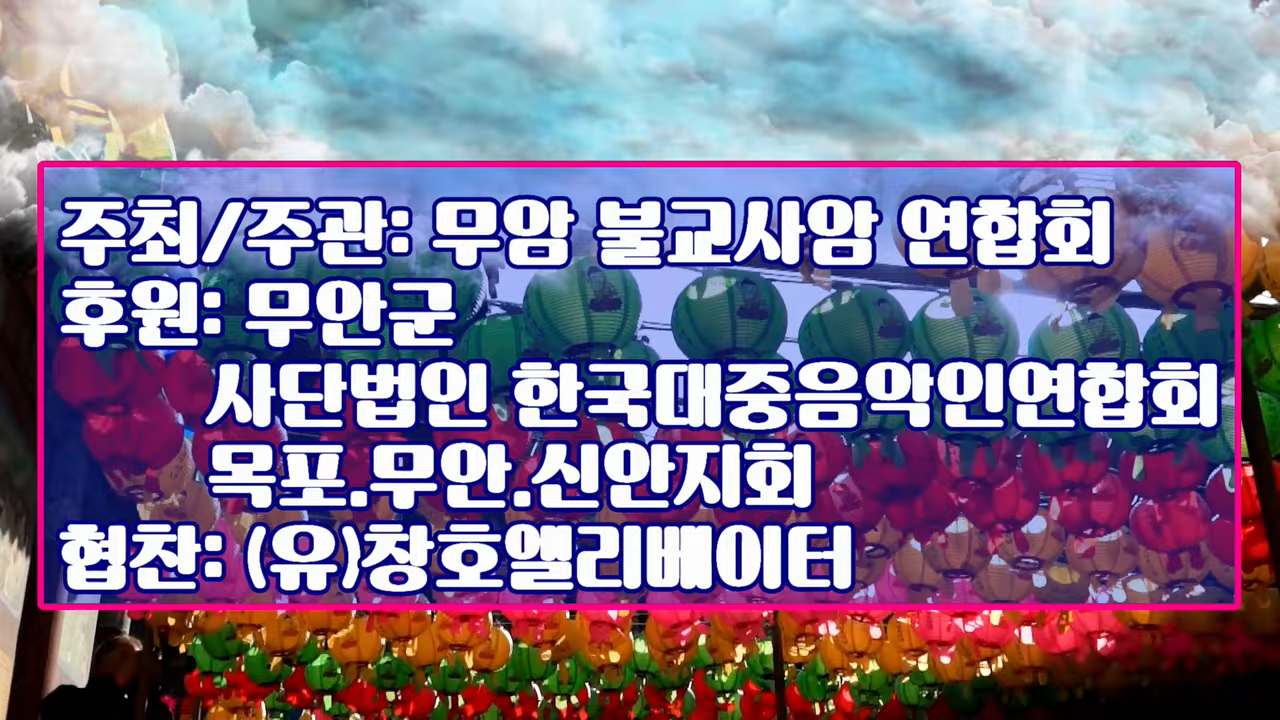 주최/주관: 무암 불교사암 연합회
후원: 무안군
사단법인 한국대중음악인연합회
목포.무안.신안지회
협찬: (유)창호엘리베이터